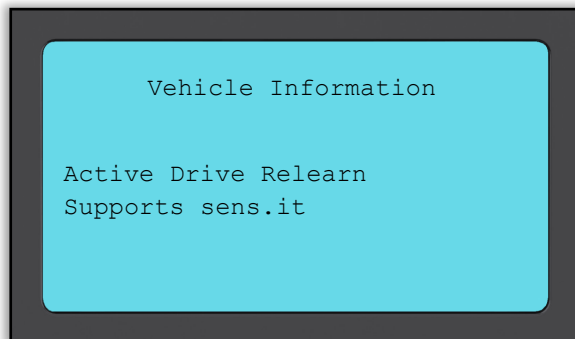 Vehicle Information
Active Drive Relearn
Supports sens.it